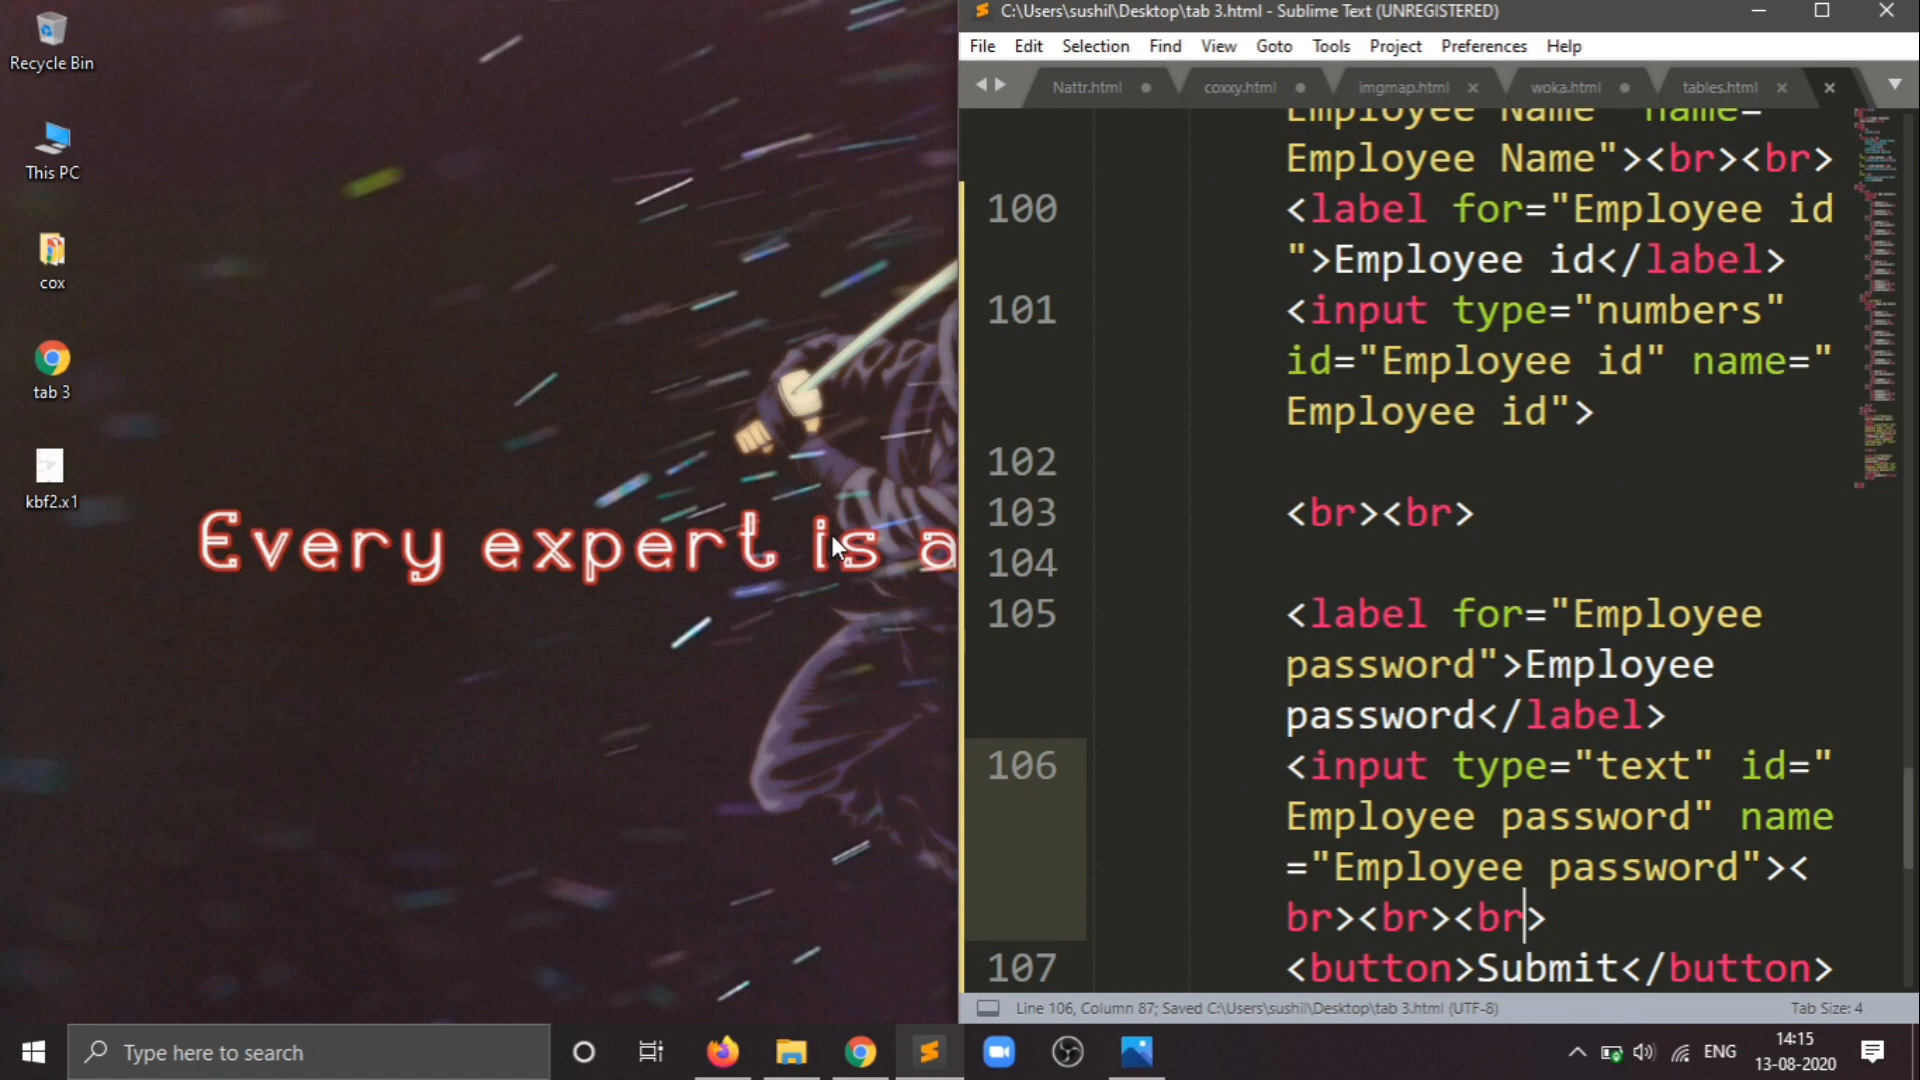 Recycle Bin
This PC
cox
tab 3
kbf2.x1
Every expert is a
C:\Users\sushil\Desktop\tab 3.html - Sublime Text (UNREGISTERED)
File Edit Selection Find View Goto Tools Project Preferences Help
Nattr.html coxxy.html imgmap.html woka.html tables.html
Employee Name" name="
Employee Name"><br><br>
100 <label for="Employee id
">Employee id</label>
101 <input type="numbers"
id="Employee id" name="
Employee id">
102
103 <br><br>
104
105 <label for="Employee
password">Employee
password</label>
106 <input type="text" id="
Employee password" name
="Employee password"><
br><br><br>
107 <button>Submit</button>
Line 106, Column 87; Saved C:\Users\sushil\Desktop\tab 3.html (UTF-8) Tab Size: 4
Type here to search
ENG
14:15
13-08-2020